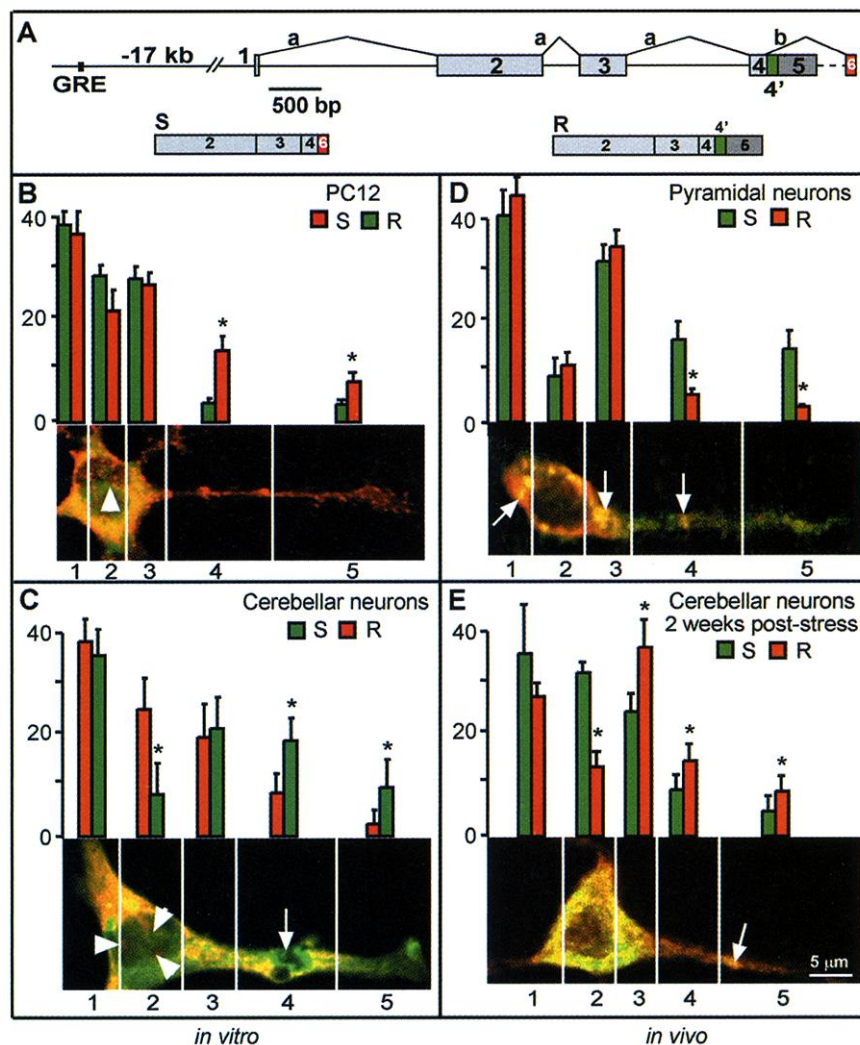 A
a a a b
-17 kb // 1 2 3 4 5 6
GRE
500 bp
4'
S R
2 3 4 6
4'
2 3 4 5
B PC12
S R
40
20
0
* *
1 2 3 4 5
D Pyramidal neurons
S R
40
20
0
* *
1 2 3 4 5
C Cerebellar neurons
S R
40
20
0
* * *
1 2 3 4 5
in vitro
E Cerebellar neurons
2 weeks post-stress
S R
40
20
0
* * * *
5 μm
1 2 3 4 5
in vivo